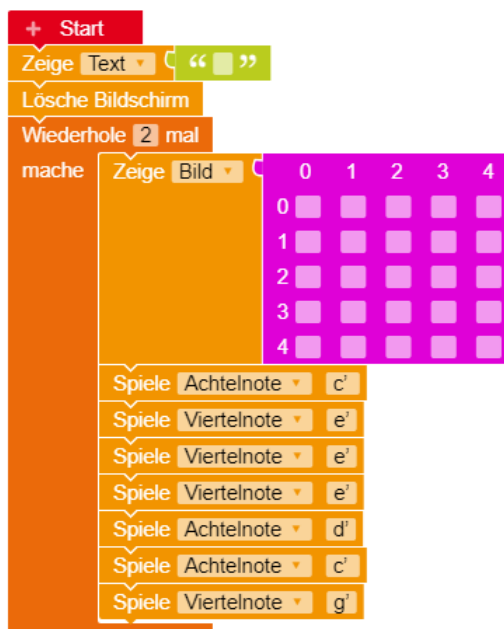 + Start
Zeige Text “ ”
Lösche Bildschirm
Wiederhole 2 mal
mache Zeige Bild 0 1 2 3 4
0
1
2
3
4
Spiele Achtelnote c'
Spiele Viertelnote e'
Spiele Viertelnote e'
Spiele Viertelnote e'
Spiele Achtelnote d'
Spiele Achtelnote c'
Spiele Viertelnote g'